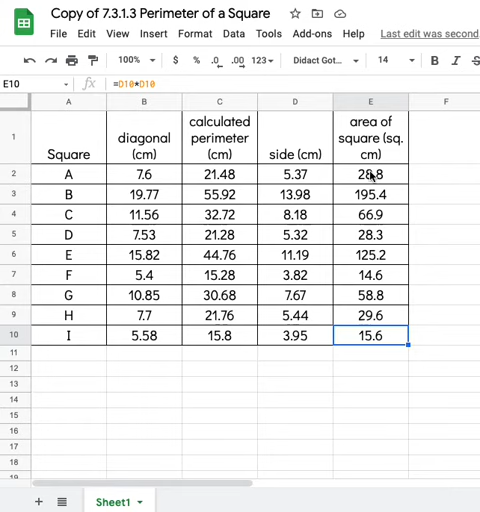 Copy of 7.3.1.3 Perimeter of a Square
File Edit View Insert Format Data Tools Add-ons Help Last edit was second
100% $ % .0 .00 123 Didact Got... 14 B I S
E10 fx =D10*D10
A B C D E F
1 Square diagonal (cm) calculated perimeter (cm) side (cm) area of square (sq. cm)
2 A 7.6 21.48 5.37 28.8
3 B 19.77 55.92 13.98 195.4
4 C 11.56 32.72 8.18 66.9
5 D 7.53 21.28 5.32 28.3
6 E 15.82 44.76 11.19 125.2
7 F 5.4 15.28 3.82 14.6
8 G 10.85 30.68 7.67 58.8
9 H 7.7 21.76 5.44 29.6
10 I 5.58 15.8 3.95 15.6
11
12
13
14
15
16
17
18
19
Sheet1